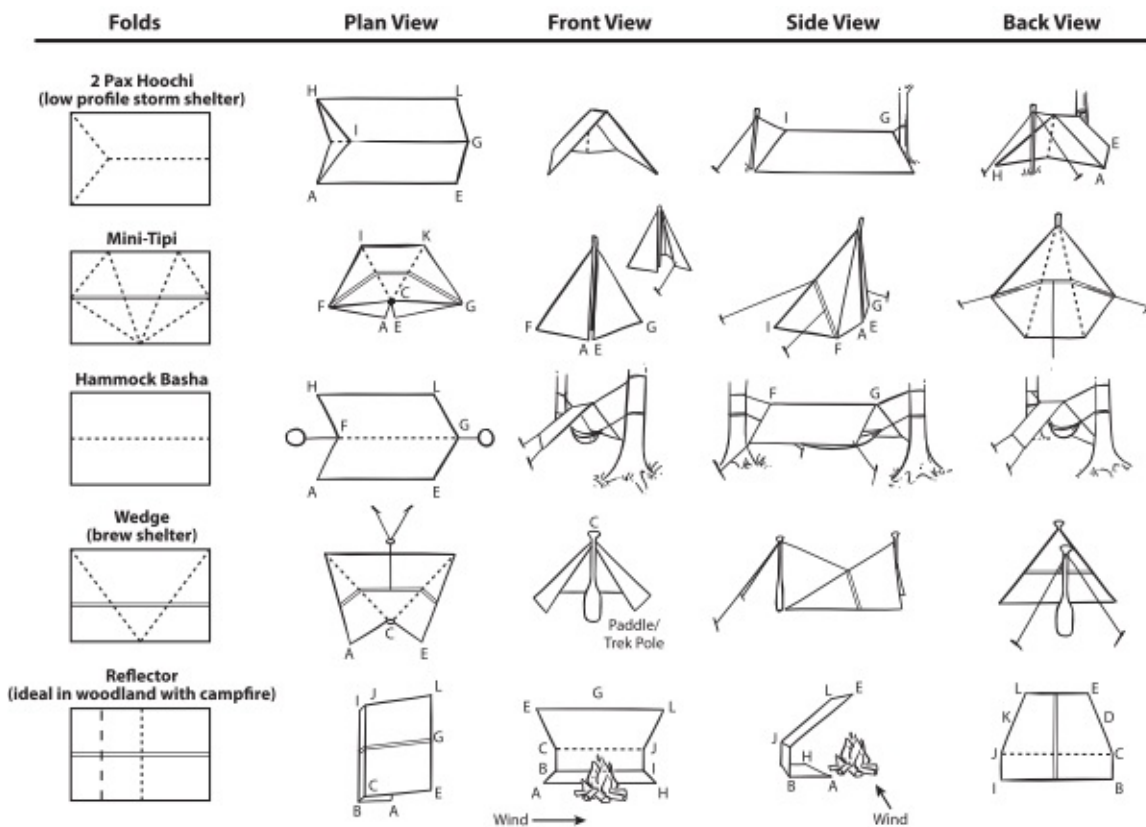 Folds Plan View Front View Side View Back View
2 Pax Hoochi
(low profile storm shelter)
H L I G A E
I G
E H A
Mini-Tipi
I K C F G A E
F G A E
I F A E G
Hammock Basha
H L F G A E
F G
Wedge
(brew shelter)
C A E
C
Paddle/
Trek Pole
Reflector
(ideal in woodland with campfire)
I J L G C E B A
G E L C J B I A H
Wind
L E J H B A
Wind
L E K D J C I B